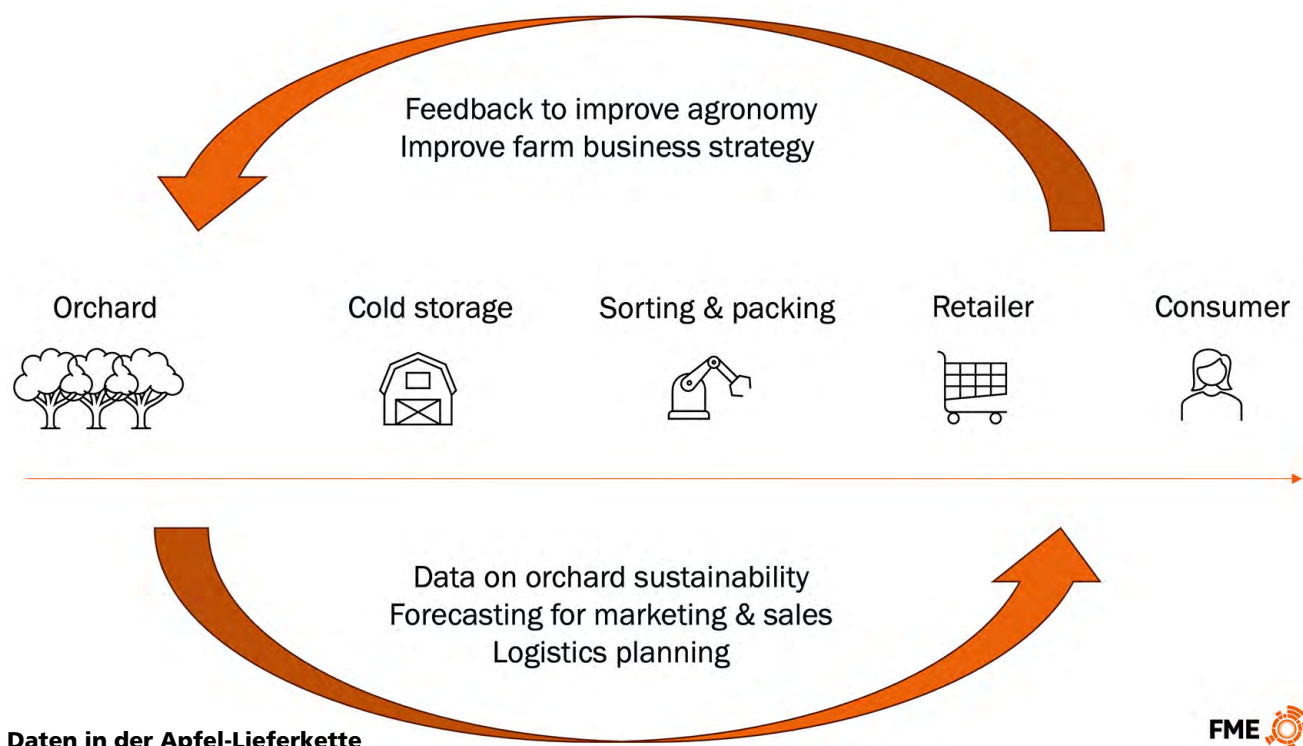 Feedback to improve agronomy
Improve farm business strategy
Orchard
Cold storage
Sorting & packing
Retailer
Consumer
Data on orchard sustainability
Forecasting for marketing & sales
Logistics planning
Daten in der Apfel-Lieferkette
FME